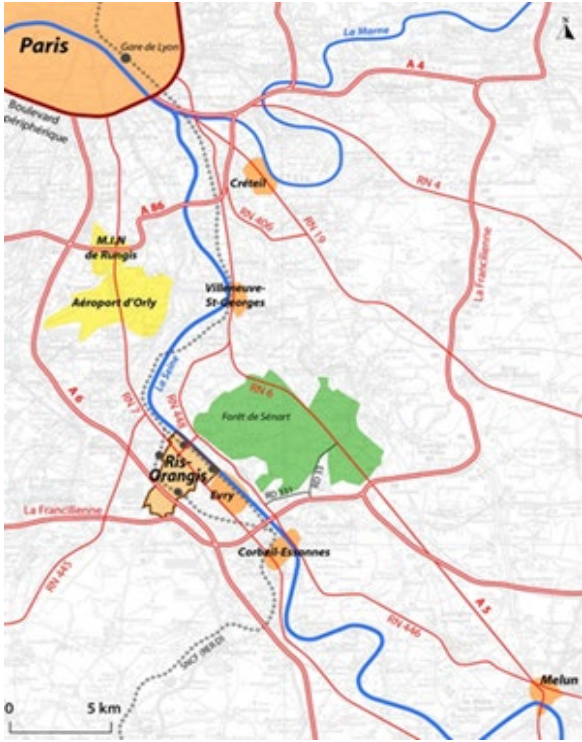 Paris
Gare de Lyon
La Marne
A 4
Boulevard
périphérique
Créteil
RN 4
A 86
RN 406
RN 19
M.I.N
de Rungis
La Francilienne
Aéroport d'Orly
Villeneuve-
St-Georges
La Seine
A 6
RN 7
RN 448
RN 6
Forêt de Sénart
Ris-
Orangis
Evry
RD 331
RD 33
La Francilienne
Corbeil-Essonnes
RN 445
A 5
RN 446
SNCF (RER D)
Melun
0
5 km